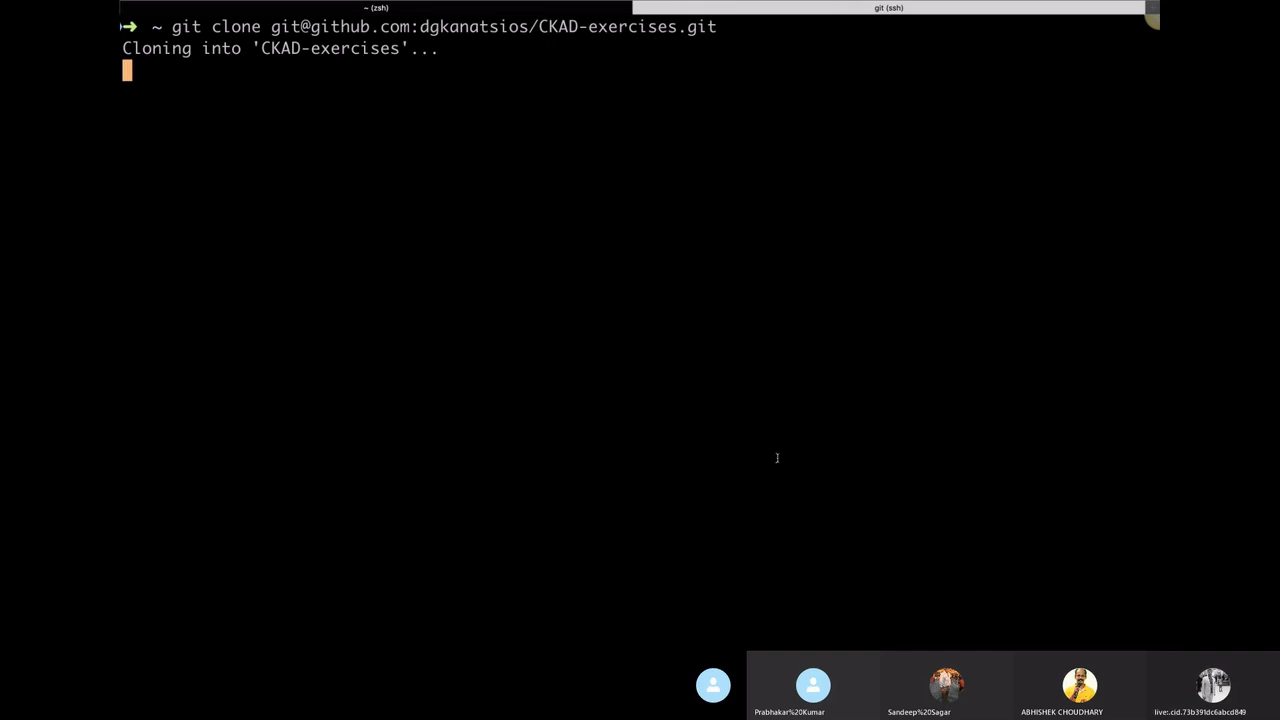 ~ (zsh)
git (ssh)
➜ ~ git clone git@github.com:dgkanatsios/CKAD-exercises.git
Cloning into 'CKAD-exercises'...
Prabhakar%20Kumar
Sandeep%20Sagar
ABHISHEK CHOUDHARY
live:.cid.73b391dc6abcd849